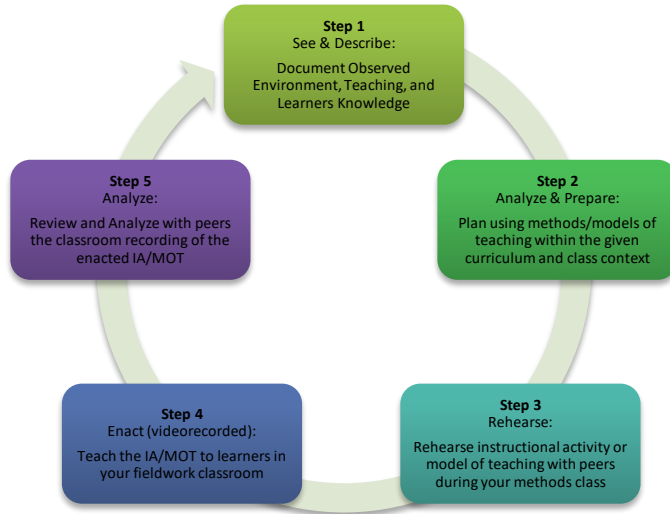 Step 1
See & Describe:
Document Observed
Environment, Teaching, and
Learners Knowledge
Step 2
Analyze & Prepare:
Plan using methods/models of
teaching within the given
curriculum and class context
Step 3
Rehearse:
Rehearse instructional activity or
model of teaching with peers
during your methods class
Step 4
Enact (videorecorded):
Teach the IA/MOT to learners in
your fieldwork classroom
Step 5
Analyze:
Review and Analyze with peers
the classroom recording of the
enacted IA/MOT